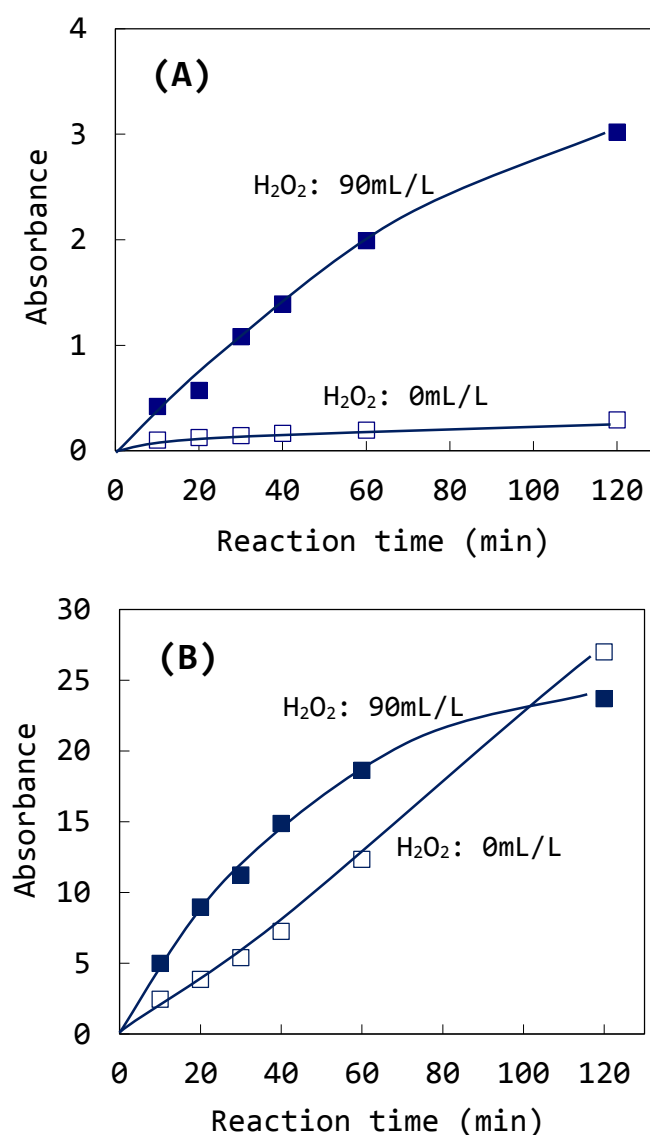 4
(A)
3
H₂O₂: 90mL/L
2
Absorbance
1
H₂O₂: 0mL/L
0
0 20 40 60 80 100 120
Reaction time (min)
30
(B)
25
H₂O₂: 90mL/L
20
15
Absorbance
H₂O₂: 0mL/L
10
5
0
0 20 40 60 80 100 120
Reaction time (min)